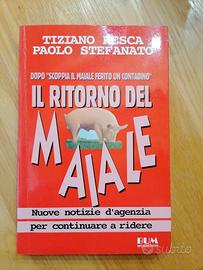 TIZIANO RESCA
PAOLO STEFANATO
DOPO "SCOPPIA IL MAIALE FERITO UN CONTADINO"
IL RITORNO DEL
MAIALE
Nuove notizie d'agenzia
per continuare a ridere
BUM
subito